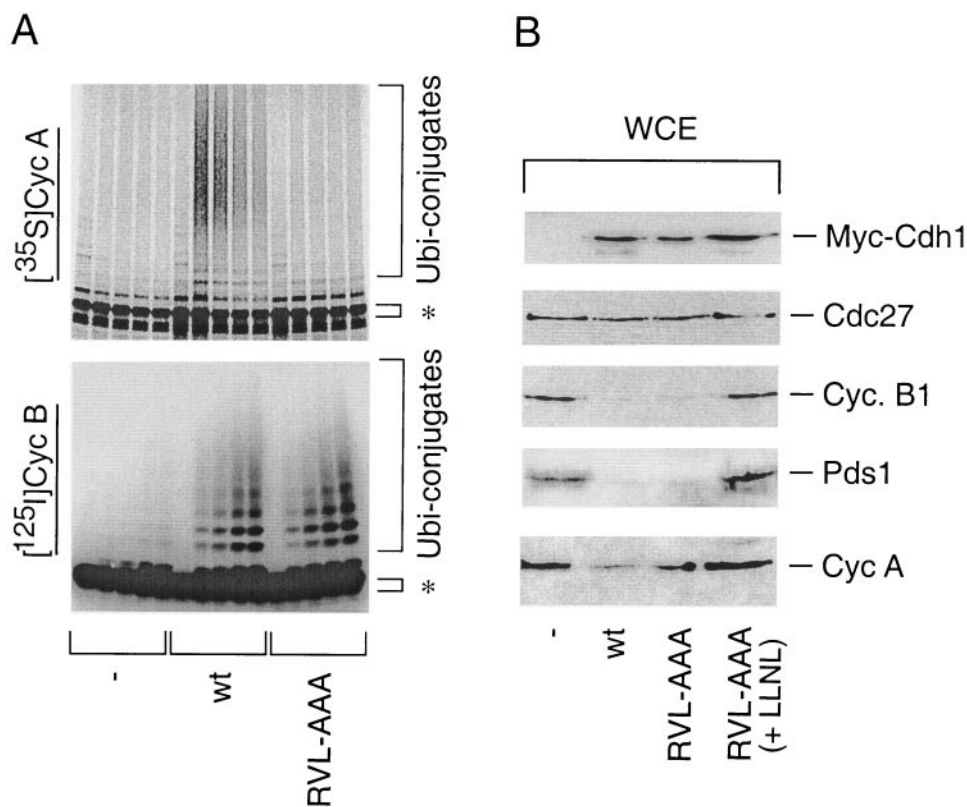 A
[³⁵S]Cyc A
Ubi-conjugates
*
[¹²⁵I]Cyc B
Ubi-conjugates
*
-
wt
RVL-AAA
B
WCE
Myc-Cdh1
Cdc27
Cyc. B1
Pds1
Cyc A
-
wt
RVL-AAA
RVL-AAA
(+ LLNL)